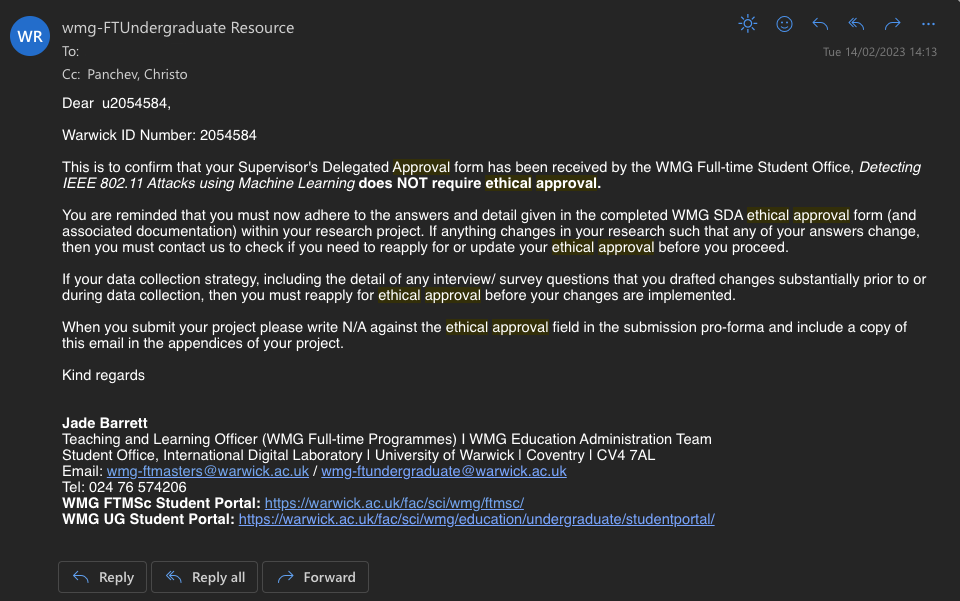 WR
wmg-FTUndergraduate Resource
To:
Tue 14/02/2023 14:13
Cc: Panchev, Christo
Dear u2054584,
Warwick ID Number: 2054584
This is to confirm that your Supervisor's Delegated Approval form has been received by the WMG Full-time Student Office, Detecting
IEEE 802.11 Attacks using Machine Learning does NOT require ethical approval.
You are reminded that you must now adhere to the answers and detail given in the completed WMG SDA ethical approval form (and
associated documentation) within your research project. If anything changes in your research such that any of your answers change,
then you must contact us to check if you need to reapply for or update your ethical approval before you proceed.
If your data collection strategy, including the detail of any interview/ survey questions that you drafted changes substantially prior to or
during data collection, then you must reapply for ethical approval before your changes are implemented.
When you submit your project please write N/A against the ethical approval field in the submission pro-forma and include a copy of
this email in the appendices of your project.
Kind regards
Jade Barrett
Teaching and Learning Officer (WMG Full-time Programmes) I WMG Education Administration Team
Student Office, International Digital Laboratory I University of Warwick I Coventry I CV4 7AL
Email: wmg-ftmasters@warwick.ac.uk / wmg-ftundergraduate@warwick.ac.uk
Tel: 024 76 574206
WMG FTMSc Student Portal: https://warwick.ac.uk/fac/sci/wmg/ftmsc/
WMG UG Student Portal: https://warwick.ac.uk/fac/sci/wmg/education/undergraduate/studentportal/
Reply Reply all Forward